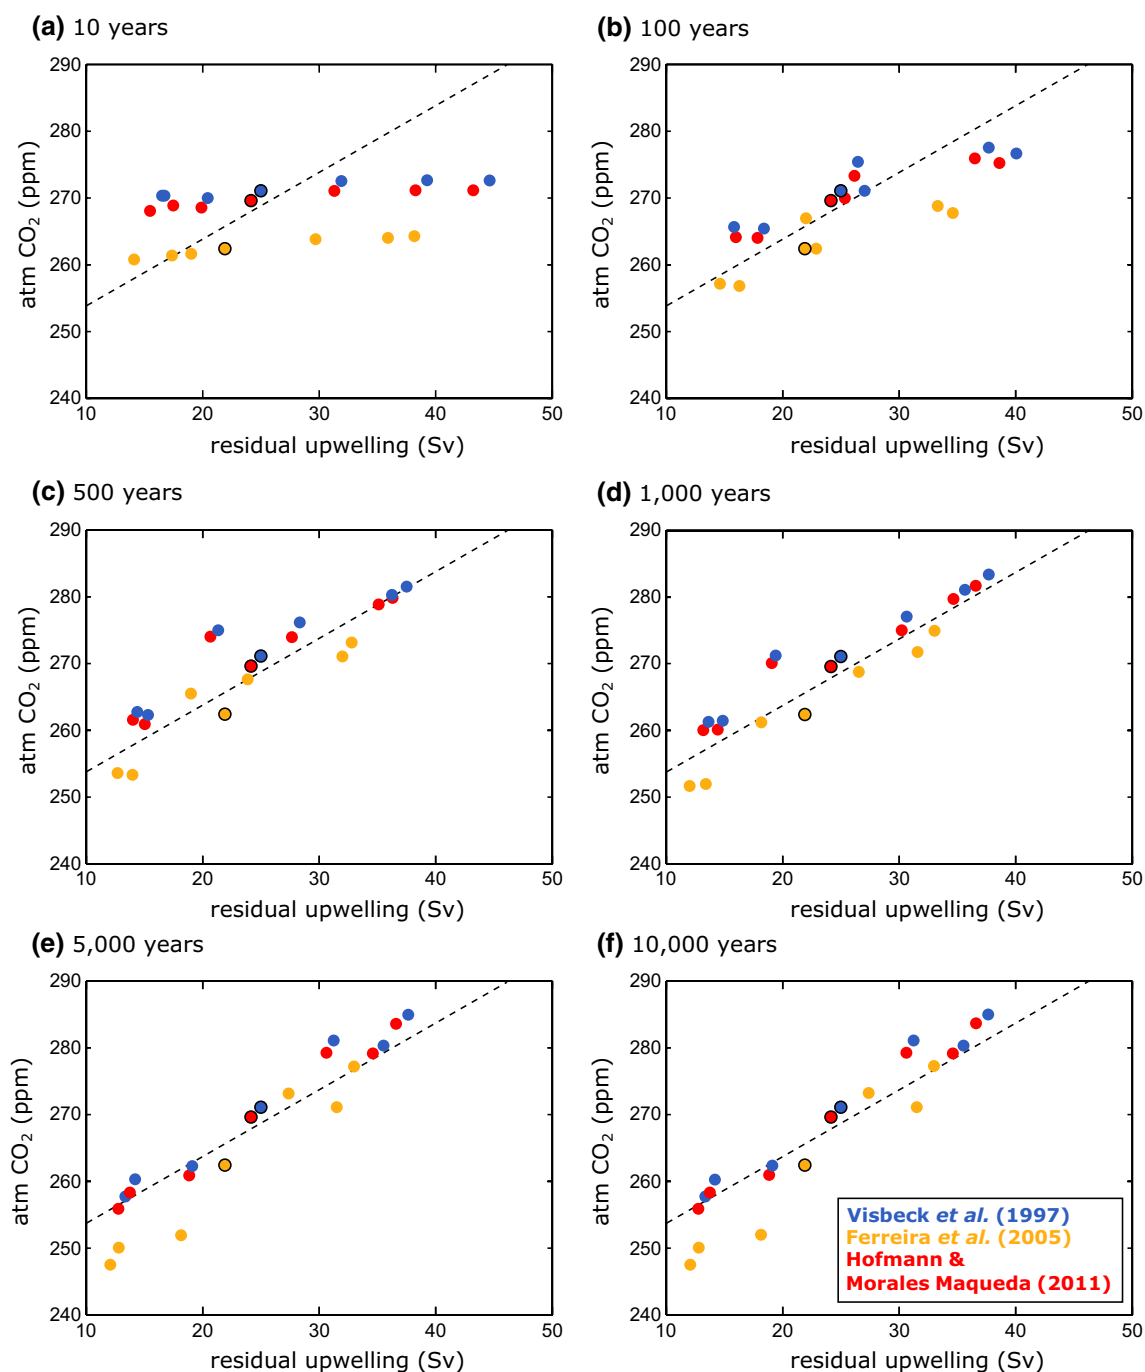 (a) 10 years
290
280
270
260
250
240
atm CO2 (ppm)
10 20 30 40 50
residual upwelling (Sv)
(b) 100 years
290
280
270
260
250
240
atm CO2 (ppm)
10 20 30 40 50
residual upwelling (Sv)
(c) 500 years
290
280
270
260
250
240
atm CO2 (ppm)
10 20 30 40 50
residual upwelling (Sv)
(d) 1,000 years
290
280
270
260
250
240
atm CO2 (ppm)
10 20 30 40 50
residual upwelling (Sv)
(e) 5,000 years
290
280
270
260
250
240
atm CO2 (ppm)
10 20 30 40 50
residual upwelling (Sv)
(f) 10,000 years
290
280
270
260
250
240
atm CO2 (ppm)
10 20 30 40 50
residual upwelling (Sv)
Visbeck et al. (1997)
Ferreira et al. (2005)
Hofmann &
Morales Maqueda (2011)